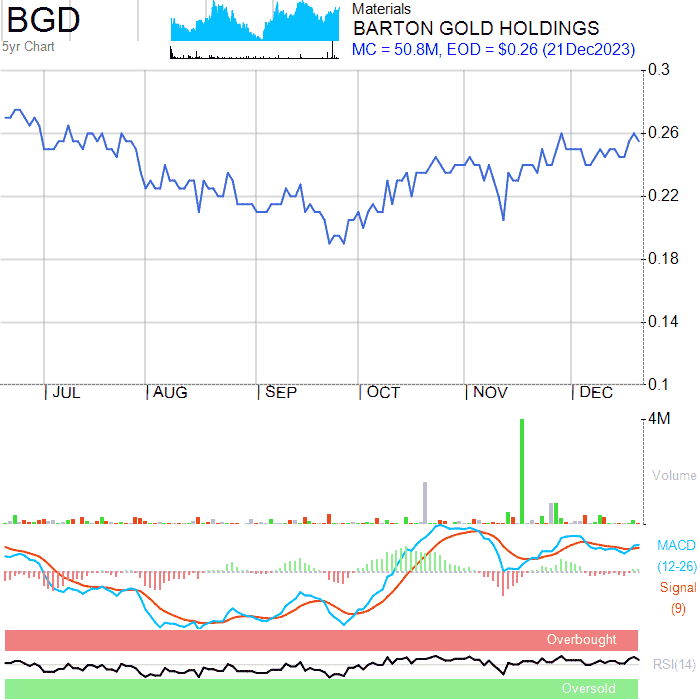 BGD
5yr Chart
Materials
BARTON GOLD HOLDINGS
MC = 50.8M, EOD = $0.26 (21Dec2023)
0.3
0.26
0.22
0.18
0.14
0.1
JUL AUG SEP OCT NOV DEC
4M
Volume
MACD
(12-26)
Signal
(9)
Overbought
RSI(14)
Oversold